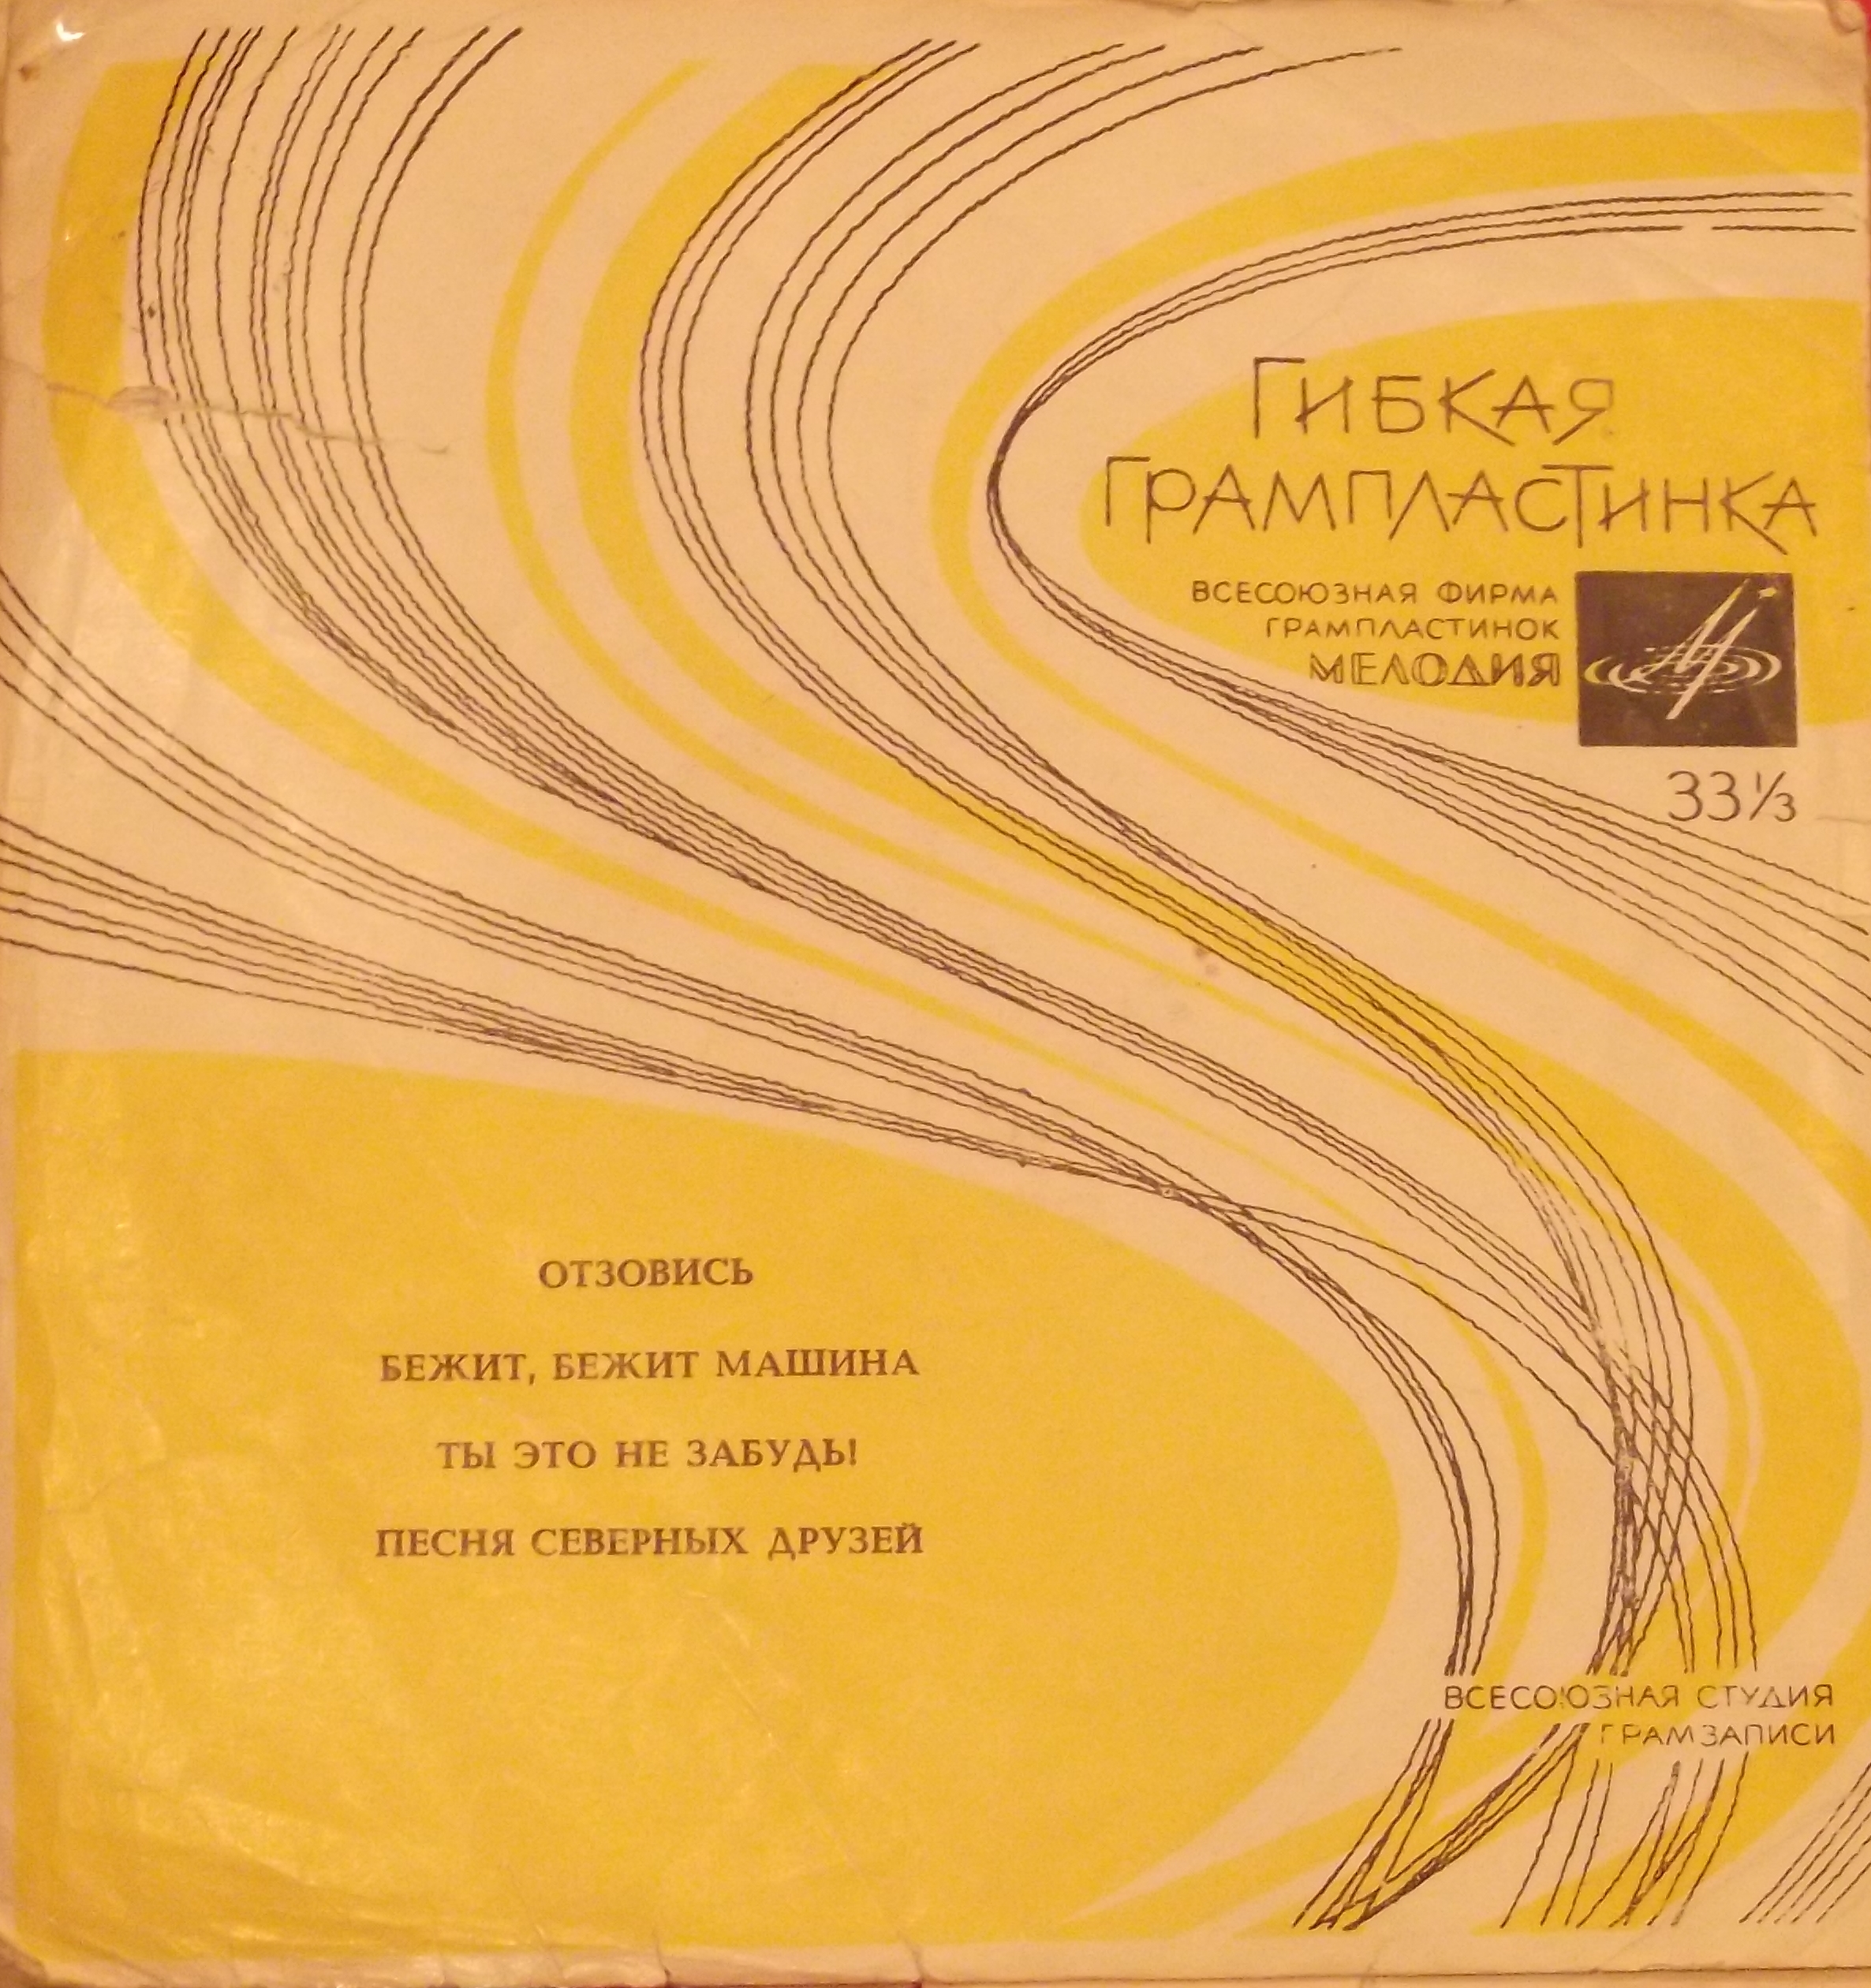 ГИБКАЯ
ГРАМПЛАСТИНКА
ВСЕСОЮЗНАЯ ФИРМА
ГРАМПЛАСТИНОК
МЕЛОДИЯ
33⅓
ОТЗОВИСЬ
БЕЖИТ, БЕЖИТ МАШИНА
ТЫ ЭТО НЕ ЗАБУДЬ!
ПЕСНЯ СЕВЕРНЫХ ДРУЗЕЙ
ВСЕСОЮЗНАЯ СТУДИЯ
ГРАМЗАПИСИ